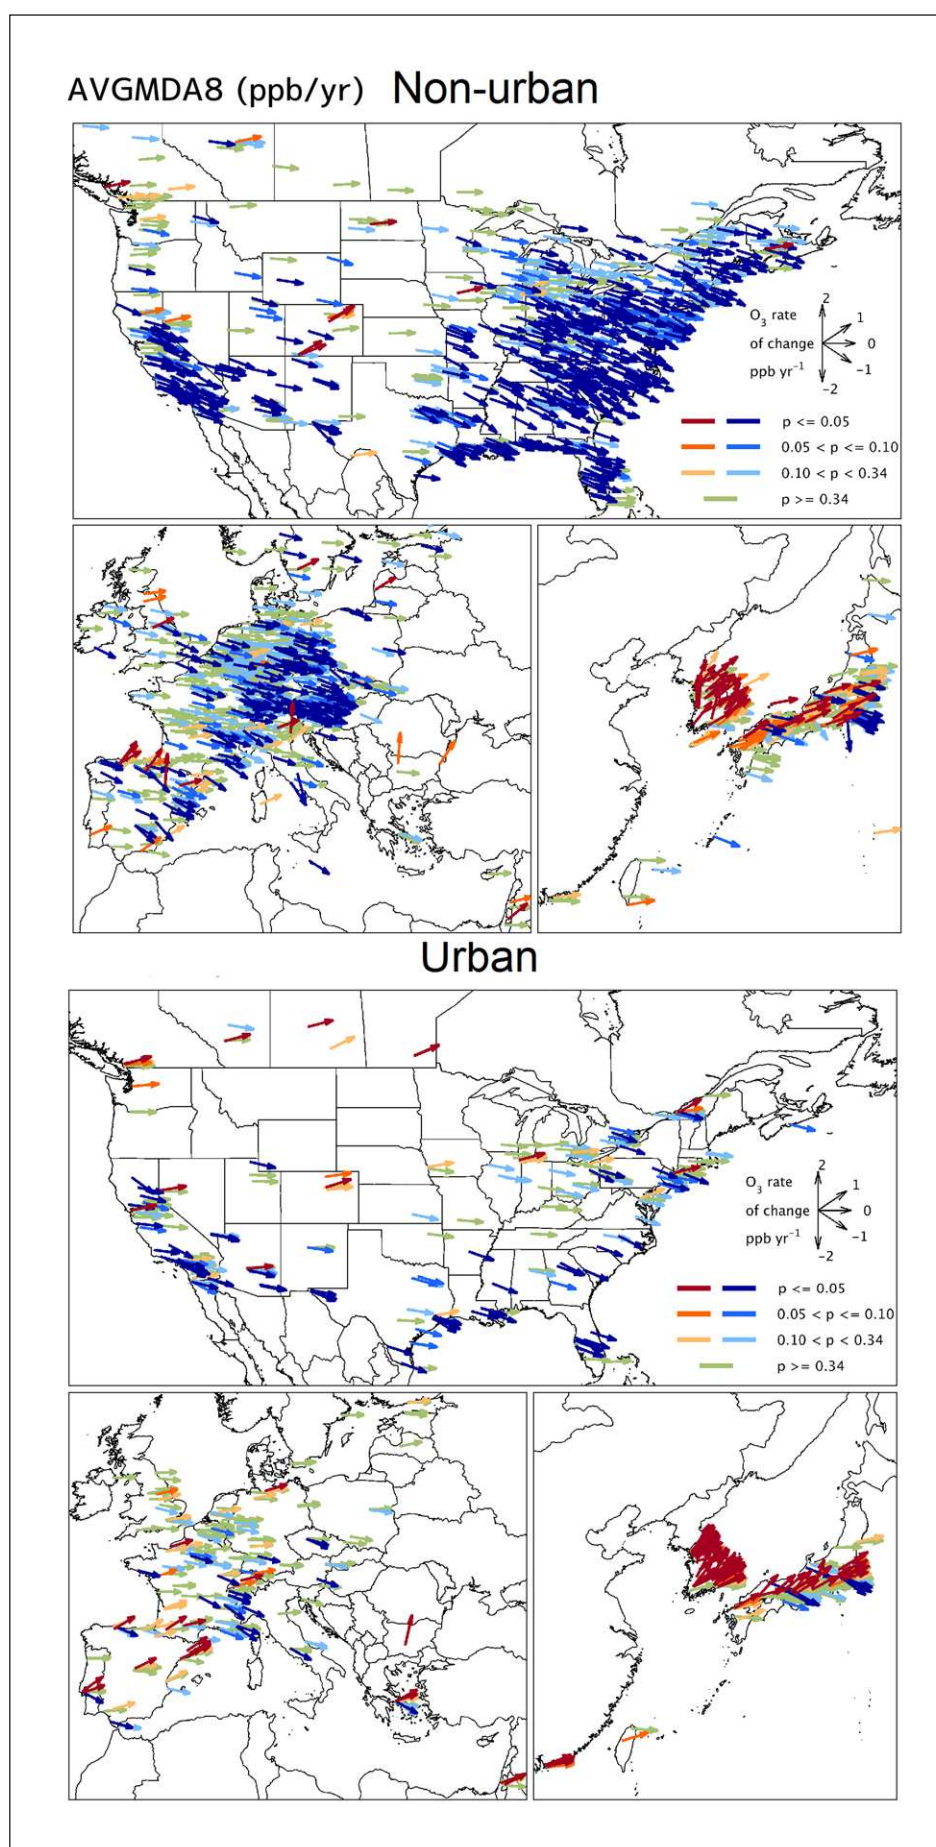 AVGMDA8 (ppb/yr) Non-urban
2
O3 rate 1
of change 0
ppb yr−1 −1
−2
p <= 0.05
0.05 < p <= 0.10
0.10 < p < 0.34
p >= 0.34
Urban
2
O3 rate 1
of change 0
ppb yr−1 −1
−2
p <= 0.05
0.05 < p <= 0.10
0.10 < p < 0.34
p >= 0.34